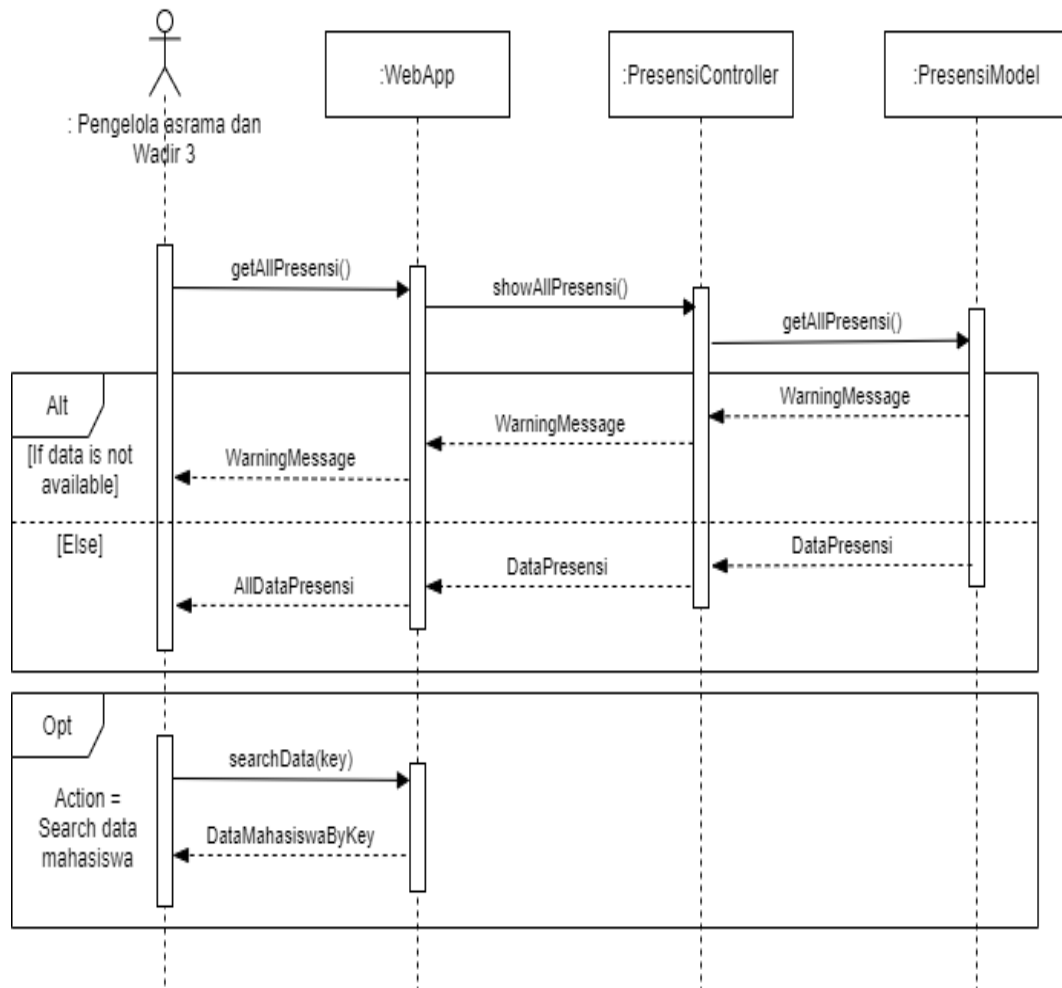 :WebApp
:PresensiController
:PresensiModel
: Pengelola asrama dan
Wadir 3
getAllPresensi()
showAllPresensi()
getAllPresensi()
Alt
[If data is not
available]
WarningMessage
WarningMessage
WarningMessage
[Else]
DataPresensi
DataPresensi
AllDataPresensi
Opt
Action =
Search data
mahasiswa
searchData(key)
DataMahasiswaByKey